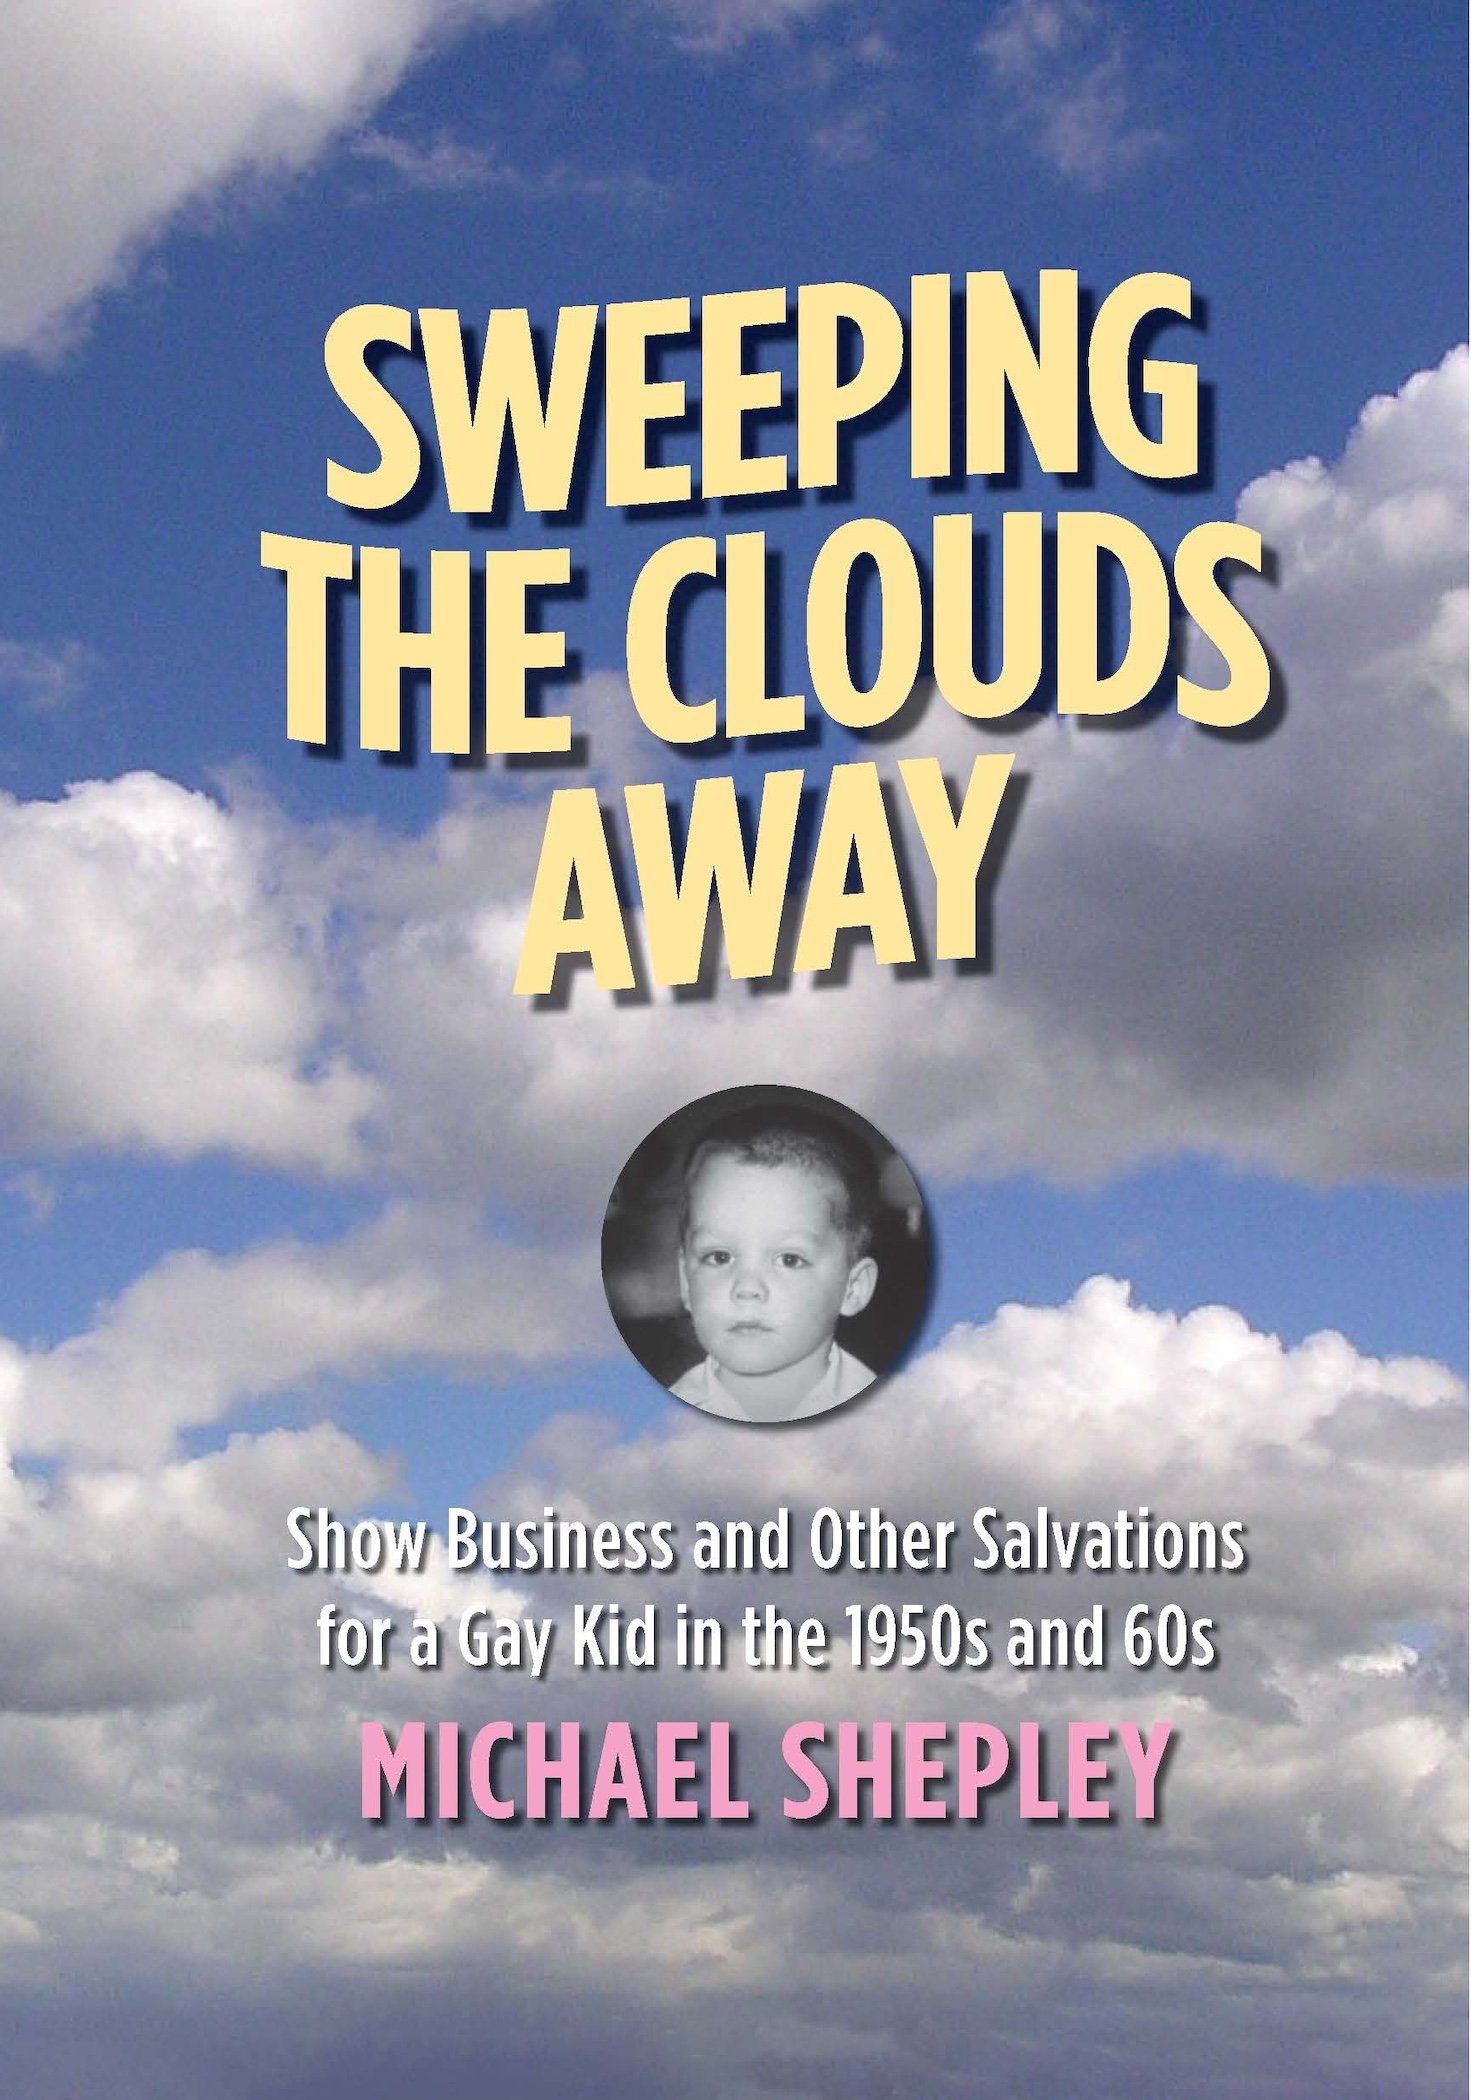 SWEEPING
THE CLOUDS
AWAY
Show Business and Other Salvations
for a Gay Kid in the 1950s and 60s
MICHAEL SHEPLEY